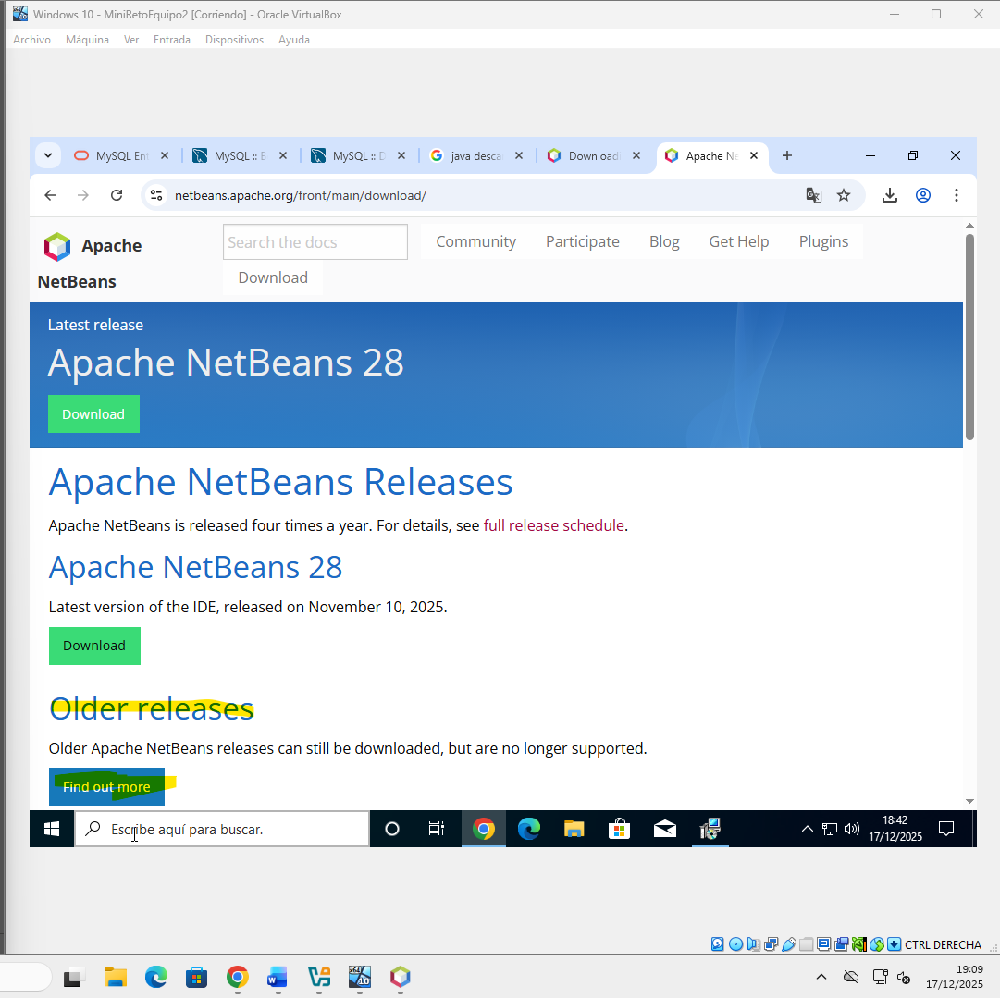 Windows 10 - MiniRetoEquipo2 [Corriendo] - Oracle VirtualBox
Archivo Máquina Ver Entrada Dispositivos Ayuda
MySQL Ent MySQL :: B MySQL :: D java desca Download Apache Ne
netbeans.apache.org/front/main/download/
Apache NetBeans
Search the docs
Community Participate Blog Get Help Plugins
Download
Latest release
Apache NetBeans 28
Download
Apache NetBeans Releases
Apache NetBeans is released four times a year. For details, see full release schedule.
Apache NetBeans 28
Latest version of the IDE, released on November 10, 2025.
Download
Older releases
Older Apache NetBeans releases can still be downloaded, but are no longer supported.
Find out more
Escribe aquí para buscar.
18:42
17/12/2025
CTRL DERECHA
19:09
17/12/2025